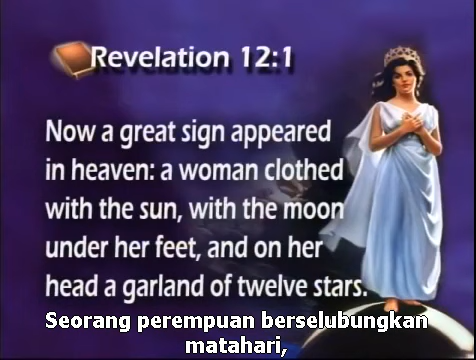 Revelation 12:1
Now a great sign appeared
in heaven: a woman clothed
with the sun, with the moon
under her feet, and on her
head a garland of twelve stars.
Seorang perempuan berselubungkan
matahari,